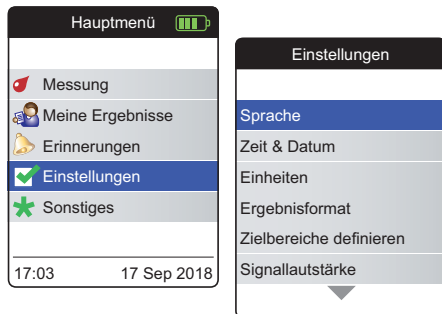 Hauptmenü
Messung
Meine Ergebnisse
Erinnerungen
Einstellungen
Sonstiges
17:03 17 Sep 2018
Einstellungen
Sprache
Zeit & Datum
Einheiten
Ergebnisformat
Zielbereiche definieren
Signallautstärke